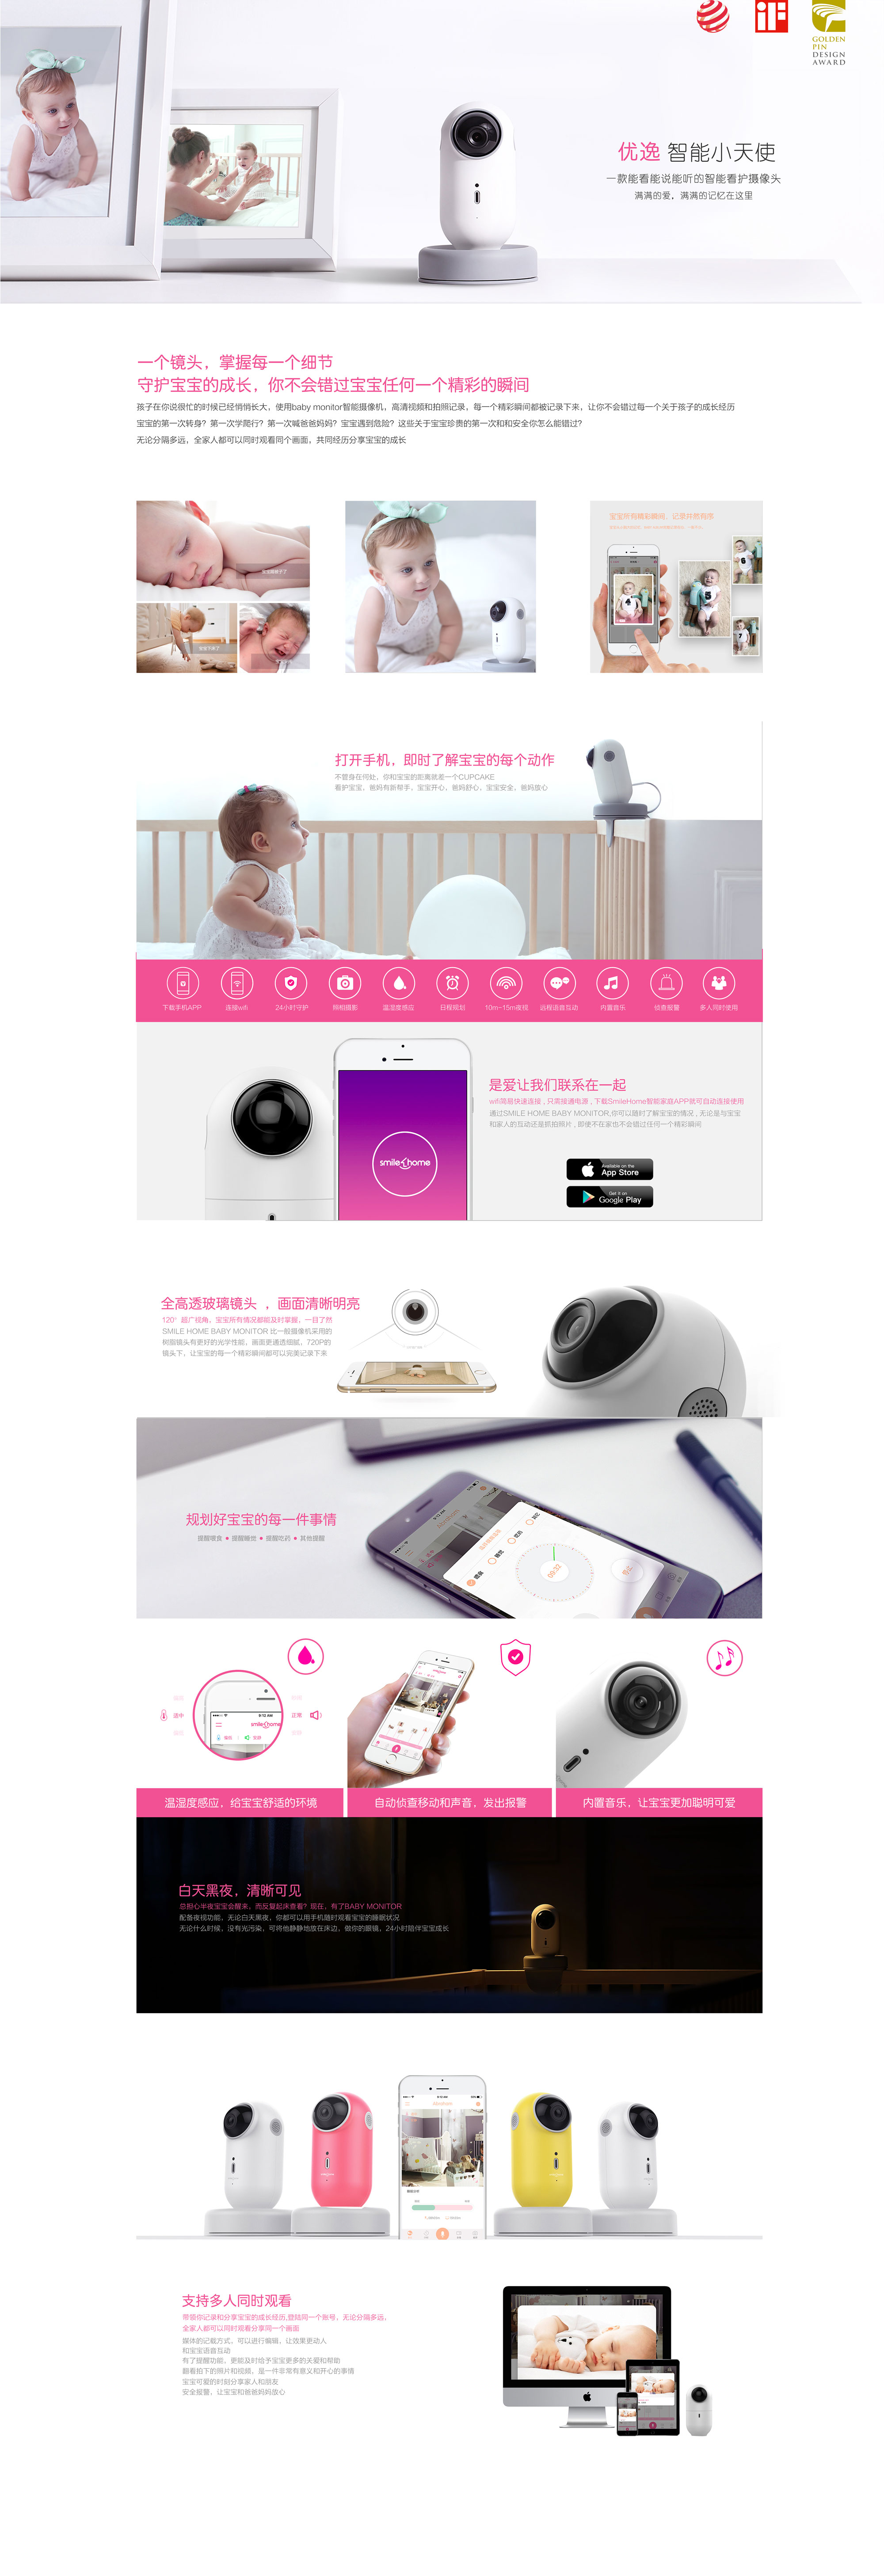 GOLDEN
PIN
DESIGN
AWARD
优逸 智能小天使
一款能看能说能听的智能看护摄像头
满满的爱，满满的记忆在这里
一个镜头，掌握每一个细节
守护宝宝的成长，你不会错过宝宝任何一个精彩的瞬间
孩子在你说很忙的时候已经悄悄长大，使用baby monitor智能摄像机，高清视频和拍照记录，每一个精彩瞬间都被记录下来，让你不会错过每一个关于孩子的成长经历
宝宝的第一次转身？第一次学爬行？第一次喊爸爸妈妈？宝宝遇到危险？这些关于宝宝珍贵的第一次和和安全你怎么能错过？
无论分隔多远，全家人都可以同时观看同个画面，共同经历分享宝宝的成长
宝宝所有精彩瞬间，记录并就有序
打开手机，即时了解宝宝的每个动作
不管身在何处，你和宝宝的距离就差一个CUPCAKE
看护宝宝，爸妈有新帮手，宝宝开心，爸妈舒心，宝宝安全，爸妈放心
下载手机APP
连接wifi
24小时守护
照和摄影
温湿度感应
日程规划
10m-15m夜视
远程语音互动
内置音乐
侦查报警
多人同时使用
是爱让我们联系在一起
wifi简易快速连接，只需接通电源，下载SmileHome智能家庭APP就可自动连接使用
通过SMILE HOME BABY MONITOR,你可以随时了解宝宝的情况，无论是与宝宝
和家人的互动还是抓拍照片，即使不在家也不会错过任何一个精彩瞬间
smile home
Available on the
App Store
Get it on
Google Play
全高透玻璃镜头 ，画面清晰明亮
120° 超广视角，宝宝所有情况都能及时掌握，一目了然
SMILE HOME BABY MONITOR 比一般摄像机采用的
树脂镜头有更好的光学性能，画面更通透细腻，720P的
镜头下，让宝宝的每一个精彩瞬间都可以完美记录下来
规划好宝宝的每一件事情
提醒喂食 • 提醒睡觉 • 提醒吃药 • 其他提醒
09:32
适中
正常
9:12 AM
smile home
温湿度感应，给宝宝舒适的环境
自动侦查移动和声音，发出报警
内置音乐，让宝宝更加聪明可爱
白天黑夜，清晰可见
总担心半夜宝宝会醒来，而反复起床查看？现在，有了BABY MONITOR
配备夜视功能，无论白天黑夜，你都可以用手机随时观看宝宝的睡眠状况
无论什么时候，没有光污染，可将他静静地放在床边，做你的眼镜，24小时陪伴宝宝成长
支持多人同时观看
带领你记录和分享宝宝的成长经历,登陆同一个账号，无论分隔多远，
全家人都可以同时观看分享同一个画面
媒体的记载方式，可以进行编辑，让效果更动人
和宝宝语音互动
有了提醒功能，更能及时给予宝宝更多的关爱和帮助
翻看拍下的照片和视频，是一件非常有意义和开心的事情
宝宝可爱的时刻分享家人和朋友
安全报警，让宝宝和爸爸妈妈放心